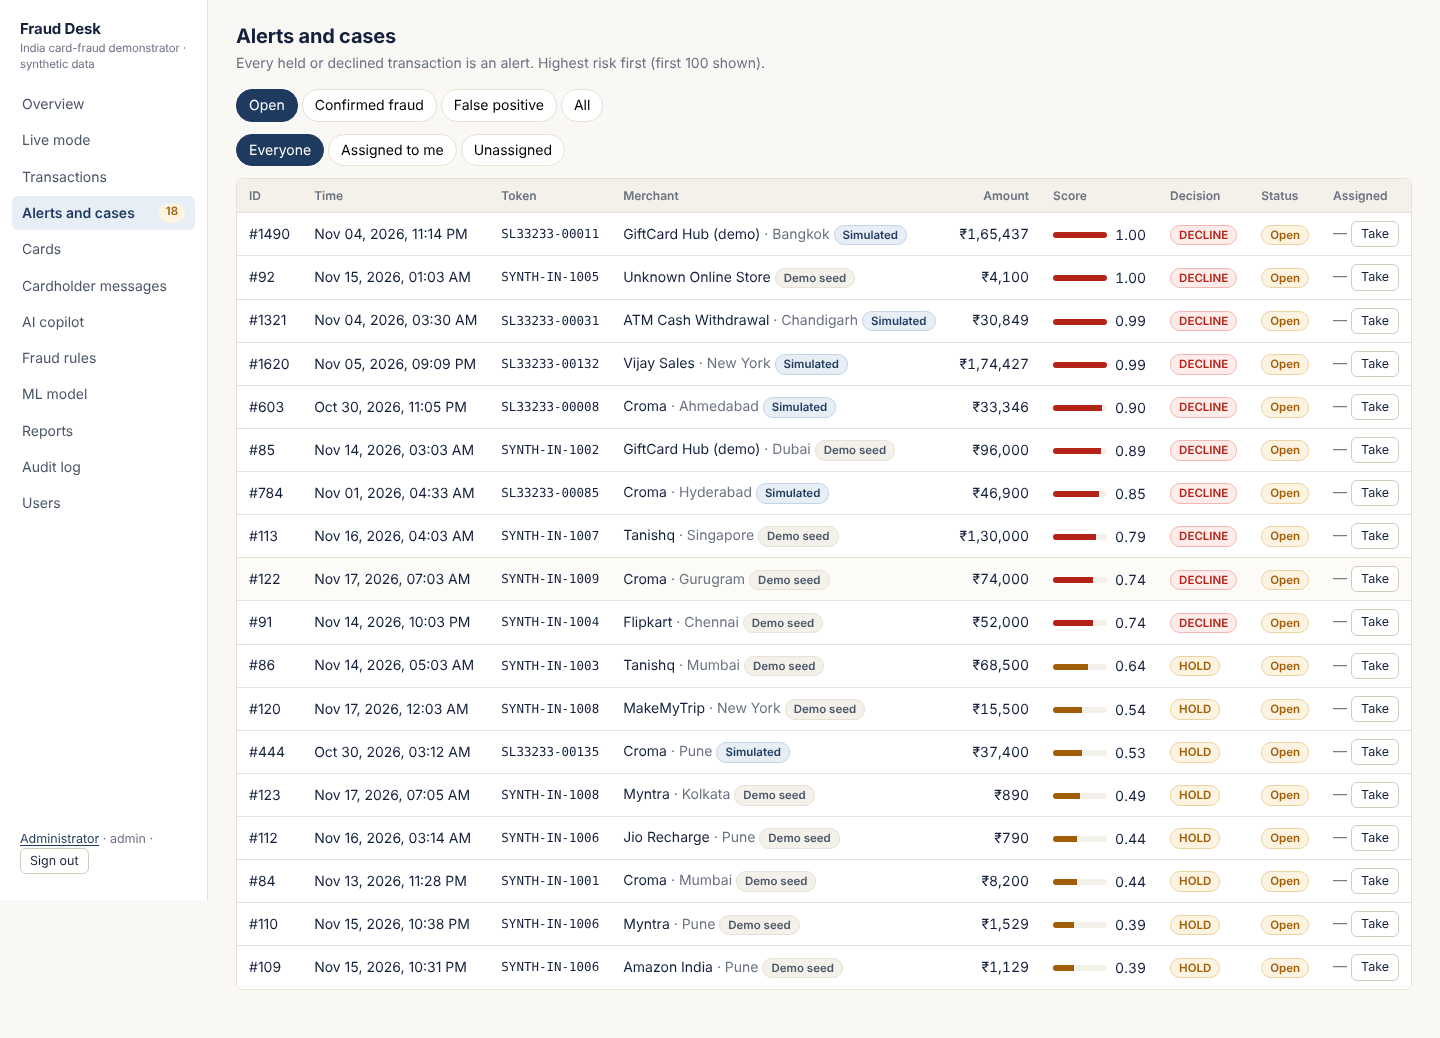 Fraud Desk
India card-fraud demonstrator ·
synthetic data
Overview
Live mode
Transactions
Alerts and cases 18
Cards
Cardholder messages
AI copilot
Fraud rules
ML model
Reports
Audit log
Users
Administrator · admin ·
Sign out
Alerts and cases
Every held or declined transaction is an alert. Highest risk first (first 100 shown).
Open Confirmed fraud False positive All
Everyone Assigned to me Unassigned
ID Time Token Merchant Amount Score Decision Status Assigned
#1490 Nov 04, 2026, 11:14 PM SL33233-00011 GiftCard Hub (demo) · Bangkok Simulated ₹1,65,437 1.00 DECLINE Open — Take
#92 Nov 15, 2026, 01:03 AM SYNTH-IN-1005 Unknown Online Store Demo seed ₹4,100 1.00 DECLINE Open — Take
#1321 Nov 04, 2026, 03:30 AM SL33233-00031 ATM Cash Withdrawal · Chandigarh Simulated ₹30,849 0.99 DECLINE Open — Take
#1620 Nov 05, 2026, 09:09 PM SL33233-00132 Vijay Sales · New York Simulated ₹1,74,427 0.99 DECLINE Open — Take
#603 Oct 30, 2026, 11:05 PM SL33233-00008 Croma · Ahmedabad Simulated ₹33,346 0.90 DECLINE Open — Take
#85 Nov 14, 2026, 03:03 AM SYNTH-IN-1002 GiftCard Hub (demo) · Dubai Demo seed ₹96,000 0.89 DECLINE Open — Take
#784 Nov 01, 2026, 04:33 AM SL33233-00085 Croma · Hyderabad Simulated ₹46,900 0.85 DECLINE Open — Take
#113 Nov 16, 2026, 04:03 AM SYNTH-IN-1007 Tanishq · Singapore Demo seed ₹1,30,000 0.79 DECLINE Open — Take
#122 Nov 17, 2026, 07:03 AM SYNTH-IN-1009 Croma · Gurugram Demo seed ₹74,000 0.74 DECLINE Open — Take
#91 Nov 14, 2026, 10:03 PM SYNTH-IN-1004 Flipkart · Chennai Demo seed ₹52,000 0.74 DECLINE Open — Take
#86 Nov 14, 2026, 05:03 AM SYNTH-IN-1003 Tanishq · Mumbai Demo seed ₹68,500 0.64 HOLD Open — Take
#120 Nov 17, 2026, 12:03 AM SYNTH-IN-1008 MakeMyTrip · New York Demo seed ₹15,500 0.54 HOLD Open — Take
#444 Oct 30, 2026, 03:12 AM SL33233-00135 Croma · Pune Simulated ₹37,400 0.53 HOLD Open — Take
#123 Nov 17, 2026, 07:05 AM SYNTH-IN-1008 Myntra · Kolkata Demo seed ₹890 0.49 HOLD Open — Take
#112 Nov 16, 2026, 03:14 AM SYNTH-IN-1006 Jio Recharge · Pune Demo seed ₹790 0.44 HOLD Open — Take
#84 Nov 13, 2026, 11:28 PM SYNTH-IN-1001 Croma · Mumbai Demo seed ₹8,200 0.44 HOLD Open — Take
#110 Nov 15, 2026, 10:38 PM SYNTH-IN-1006 Myntra · Pune Demo seed ₹1,529 0.39 HOLD Open — Take
#109 Nov 15, 2026, 10:31 PM SYNTH-IN-1006 Amazon India · Pune Demo seed ₹1,129 0.39 HOLD Open — Take